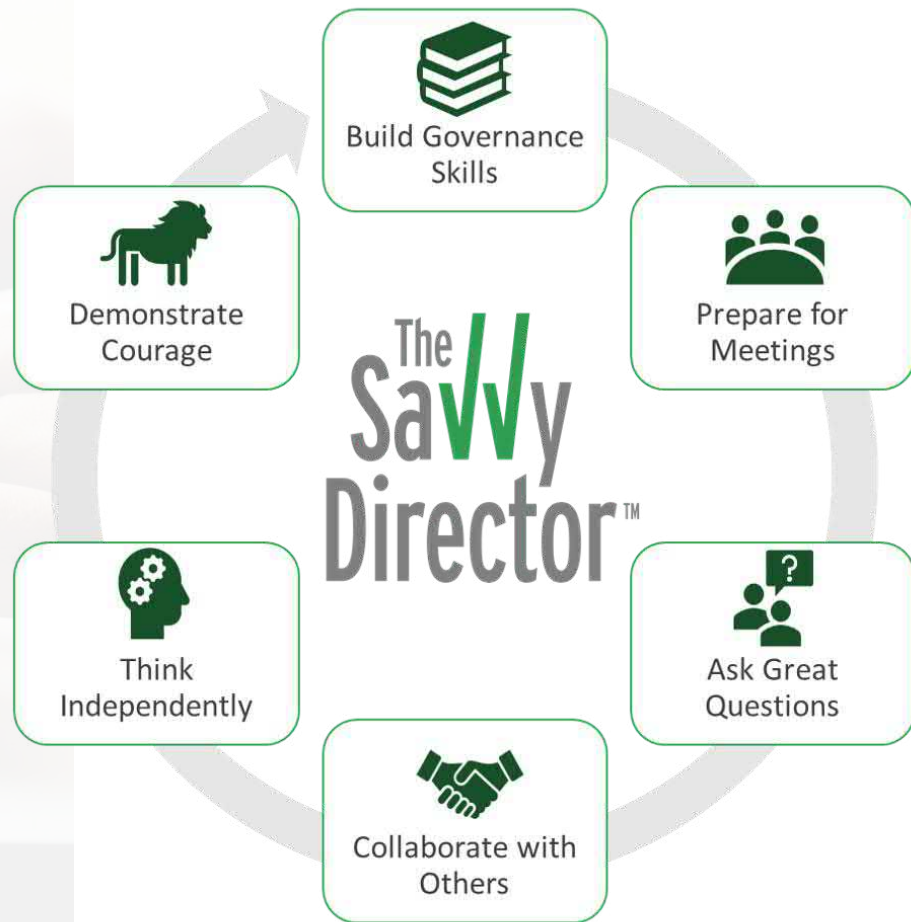 Build Governance
Skills
Prepare for
Meetings
Ask Great
Questions
?
Collaborate with
Others
Think
Independently
Demonstrate
Courage
The
Savvy
Director™